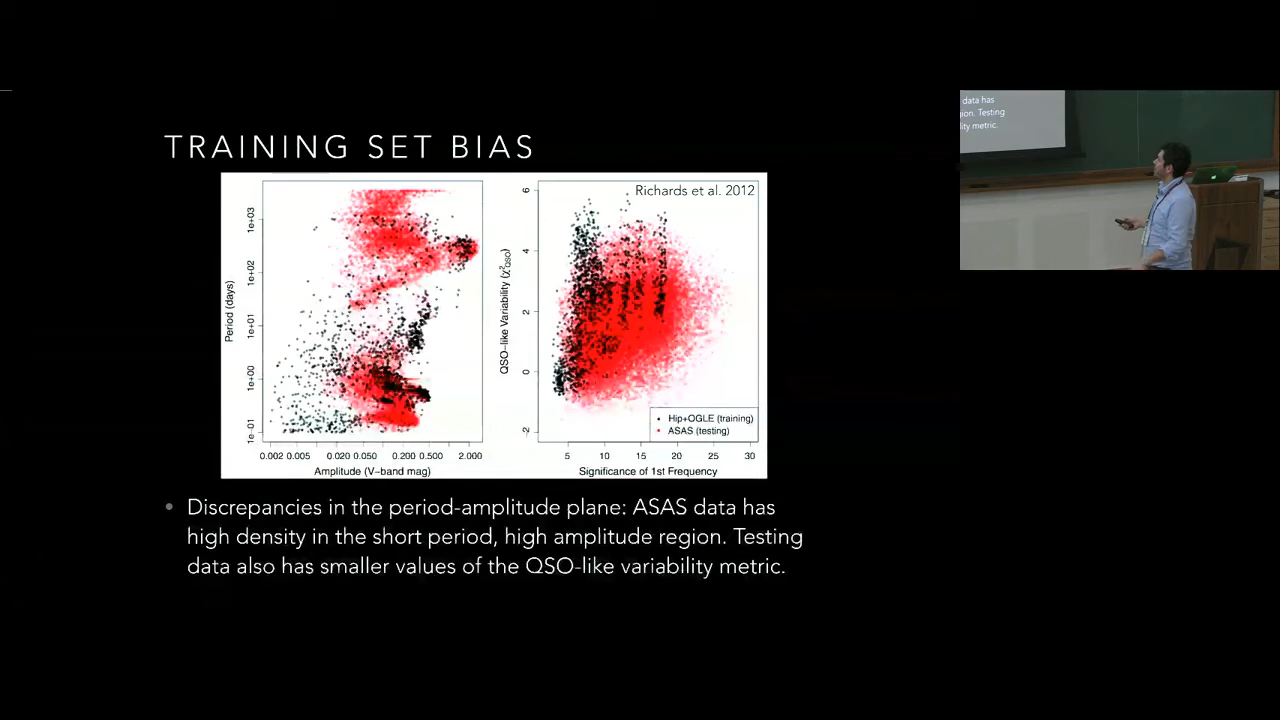 TRAINING SET BIAS
Richards et al. 2012
Period (days)
1e+03
1e+02
1e+01
1e+00
1e-01
0.002 0.005 0.020 0.050 0.200 0.500 2.000
Amplitude (V-band mag)
QSO-like Variability (χ²QSO)
6
4
2
0
-2
5 10 15 20 25 30
Significance of 1st Frequency
Hip+OGLE (training)
ASAS (testing)
• Discrepancies in the period-amplitude plane: ASAS data has
high density in the short period, high amplitude region. Testing
data also has smaller values of the QSO-like variability metric.
data has
gion. Testing
ity metric.